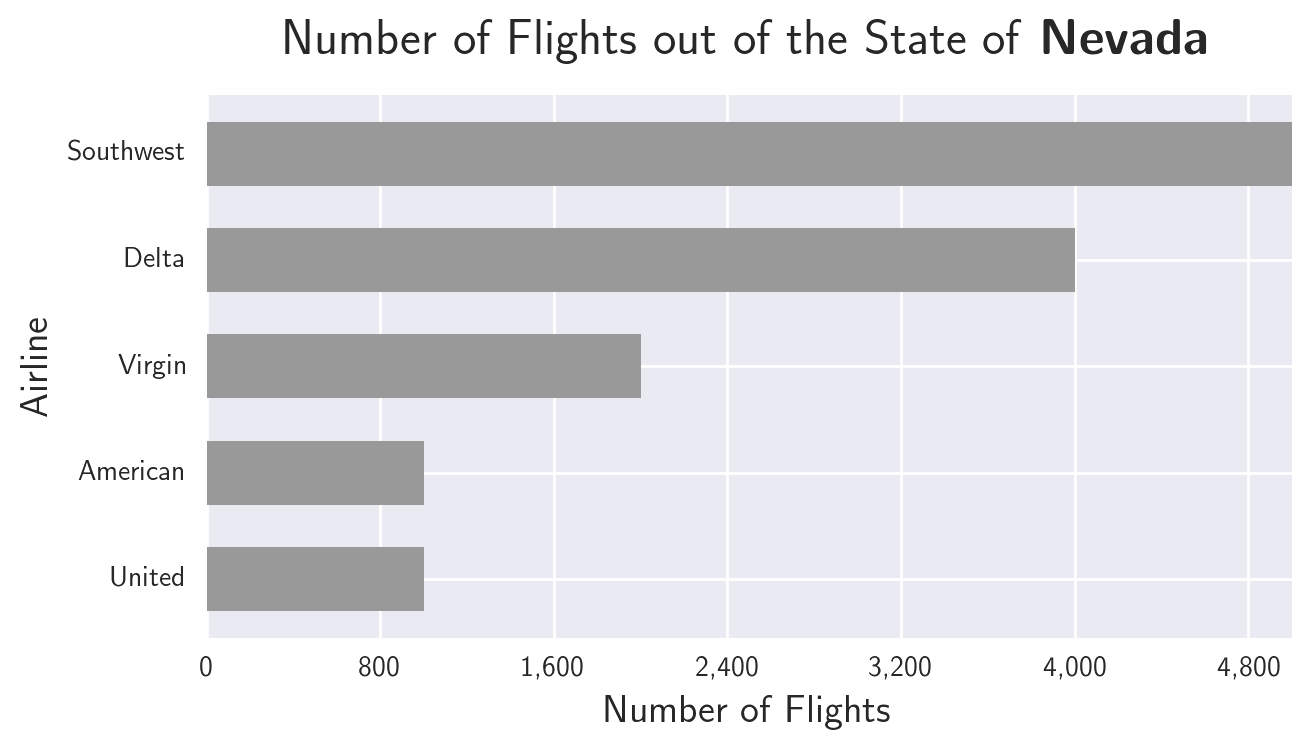 Number of Flights out of the State of Nevada
Southwest
Delta
Virgin
American
United
Airline
0 800 1,600 2,400 3,200 4,000 4,800
Number of Flights